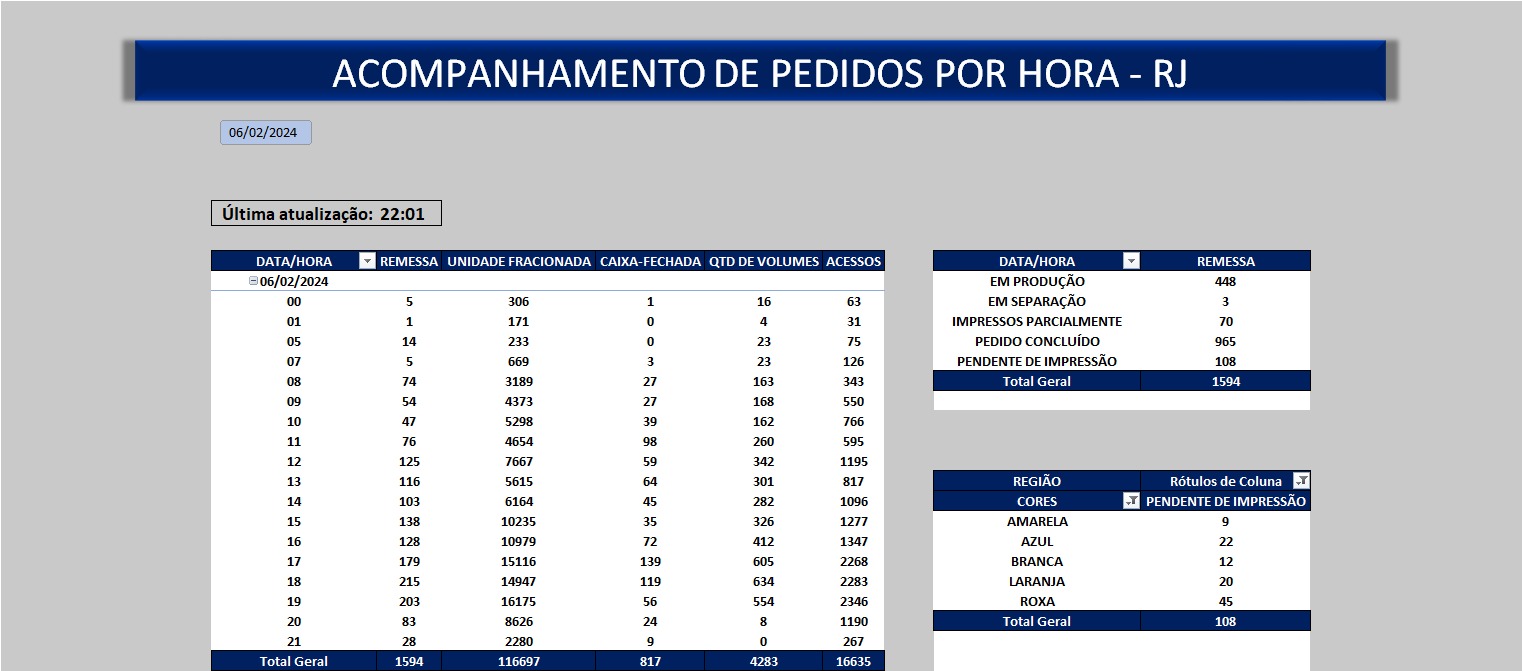 ACOMPANHAMENTO DE PEDIDOS POR HORA - RJ
06/02/2024
Última atualização: 22:01
DATA/HORA REMESSA UNIDADE FRACIONADA CAIXA-FECHADA QTD DE VOLUMES ACESSOS
06/02/2024
00 5 306 1 16 63
01 1 171 0 4 31
05 14 233 0 23 75
07 5 669 3 23 126
08 74 3189 27 163 343
09 54 4373 27 168 550
10 47 5298 39 162 766
11 76 4654 98 260 595
12 125 7667 59 342 1195
13 116 5615 64 301 817
14 103 6164 45 282 1096
15 138 10235 35 326 1277
16 128 10979 72 412 1347
17 179 15116 139 605 2268
18 215 14947 119 634 2283
19 203 16175 56 554 2346
20 83 8626 24 8 1190
21 28 2280 9 0 267
Total Geral 1594 116697 817 4283 16635
DATA/HORA REMESSA
EM PRODUÇÃO 448
EM SEPARAÇÃO 3
IMPRESSOS PARCIALMENTE 70
PEDIDO CONCLUÍDO 965
PENDENTE DE IMPRESSÃO 108
Total Geral 1594
REGIÃO Rótulos de Coluna
CORES PENDENTE DE IMPRESSÃO
AMARELA 9
AZUL 22
BRANCA 12
LARANJA 20
ROXA 45
Total Geral 108